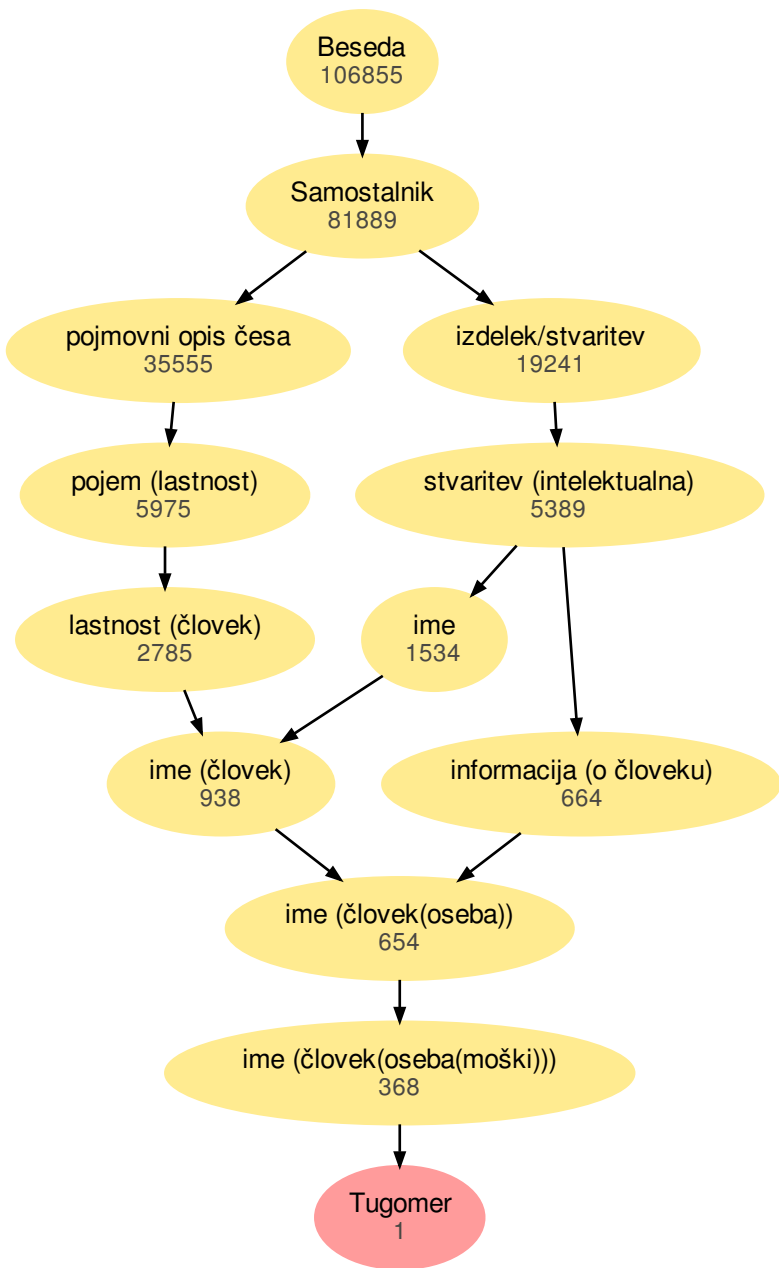 Beseda
106855
Samostalnik
81889
pojmovni opis česa
35555
izdelek/stvaritev
19241
pojem (lastnost)
5975
stvaritev (intelektualna)
5389
lastnost (človek)
2785
ime
1534
ime (človek)
938
informacija (o človeku)
664
ime (človek(oseba))
654
ime (človek(oseba(moški)))
368
Tugomer
1